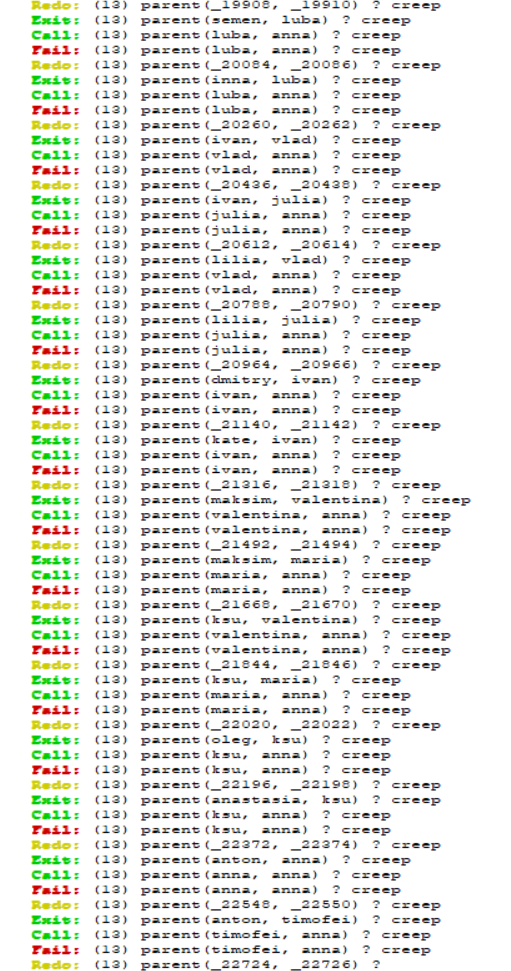 Redo: (13) parent(_19908, _19910) ? creep
Exit: (13) parent(semen, luba) ? creep
Call: (13) parent(luba, anna) ? creep
Fail: (13) parent(luba, anna) ? creep
Redo: (13) parent(_20084, _20086) ? creep
Exit: (13) parent(inna, luba) ? creep
Call: (13) parent(luba, anna) ? creep
Fail: (13) parent(luba, anna) ? creep
Redo: (13) parent(_20260, _20262) ? creep
Exit: (13) parent(ivan, vlad) ? creep
Call: (13) parent(vlad, anna) ? creep
Fail: (13) parent(vlad, anna) ? creep
Redo: (13) parent(_20436, _20438) ? creep
Exit: (13) parent(ivan, julia) ? creep
Call: (13) parent(julia, anna) ? creep
Fail: (13) parent(julia, anna) ? creep
Redo: (13) parent(_20612, _20614) ? creep
Exit: (13) parent(lilia, vlad) ? creep
Call: (13) parent(vlad, anna) ? creep
Fail: (13) parent(vlad, anna) ? creep
Redo: (13) parent(_20788, _20790) ? creep
Exit: (13) parent(lilia, julia) ? creep
Call: (13) parent(julia, anna) ? creep
Fail: (13) parent(julia, anna) ? creep
Redo: (13) parent(_20964, _20966) ? creep
Exit: (13) parent(dmitry, ivan) ? creep
Call: (13) parent(ivan, anna) ? creep
Fail: (13) parent(ivan, anna) ? creep
Redo: (13) parent(_21140, _21142) ? creep
Exit: (13) parent(kate, ivan) ? creep
Call: (13) parent(ivan, anna) ? creep
Fail: (13) parent(ivan, anna) ? creep
Redo: (13) parent(_21316, _21318) ? creep
Exit: (13) parent(maksim, valentina) ? creep
Call: (13) parent(valentina, anna) ? creep
Fail: (13) parent(valentina, anna) ? creep
Redo: (13) parent(_21492, _21494) ? creep
Exit: (13) parent(maksim, maria) ? creep
Call: (13) parent(maria, anna) ? creep
Fail: (13) parent(maria, anna) ? creep
Redo: (13) parent(_21668, _21670) ? creep
Exit: (13) parent(ksu, valentina) ? creep
Call: (13) parent(valentina, anna) ? creep
Fail: (13) parent(valentina, anna) ? creep
Redo: (13) parent(_21844, _21846) ? creep
Exit: (13) parent(ksu, maria) ? creep
Call: (13) parent(maria, anna) ? creep
Fail: (13) parent(maria, anna) ? creep
Redo: (13) parent(_22020, _22022) ? creep
Exit: (13) parent(oleg, ksu) ? creep
Call: (13) parent(ksu, anna) ? creep
Fail: (13) parent(ksu, anna) ? creep
Redo: (13) parent(_22196, _22198) ? creep
Exit: (13) parent(anastasia, ksu) ? creep
Call: (13) parent(ksu, anna) ? creep
Fail: (13) parent(ksu, anna) ? creep
Redo: (13) parent(_22372, _22374) ? creep
Exit: (13) parent(anton, anna) ? creep
Call: (13) parent(anna, anna) ? creep
Fail: (13) parent(anna, anna) ? creep
Redo: (13) parent(_22548, _22550) ? creep
Exit: (13) parent(anton, timofei) ? creep
Call: (13) parent(timofei, anna) ? creep
Fail: (13) parent(timofei, anna) ? creep
Redo: (13) parent(_22724, _22726) ?